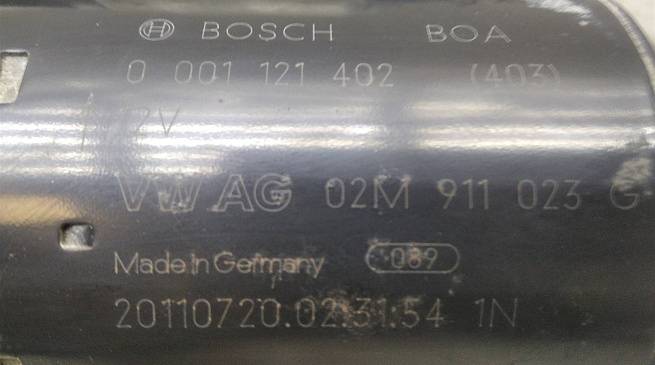 BOSCH BOA
0 001 121 402 (403)
12V
VW AG 02M 911 023 G
Made in Germany 089
20110720.02.31.54 1N